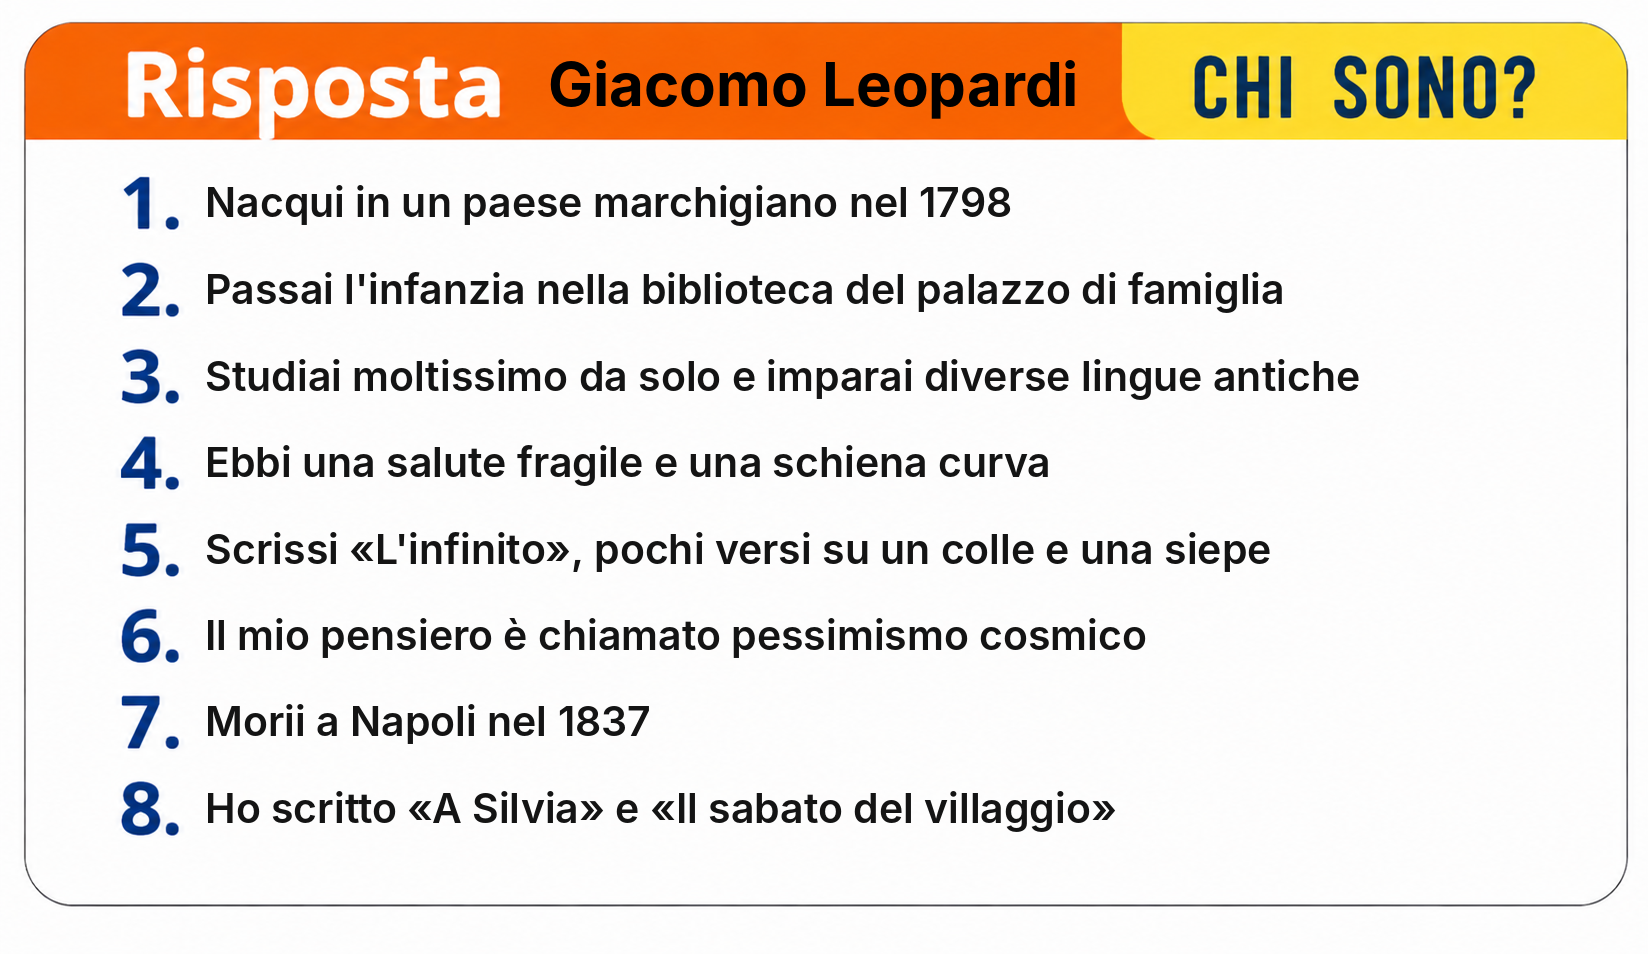 Risposta Giacomo Leopardi CHI SONO?
1. Nacqui in un paese marchigiano nel 1798
2. Passai l'infanzia nella biblioteca del palazzo di famiglia
3. Studiai moltissimo da solo e imparai diverse lingue antiche
4. Ebbi una salute fragile e una schiena curva
5. Scrissi «L'infinito», pochi versi su un colle e una siepe
6. Il mio pensiero è chiamato pessimismo cosmico
7. Morii a Napoli nel 1837
8. Ho scritto «A Silvia» e «Il sabato del villaggio»